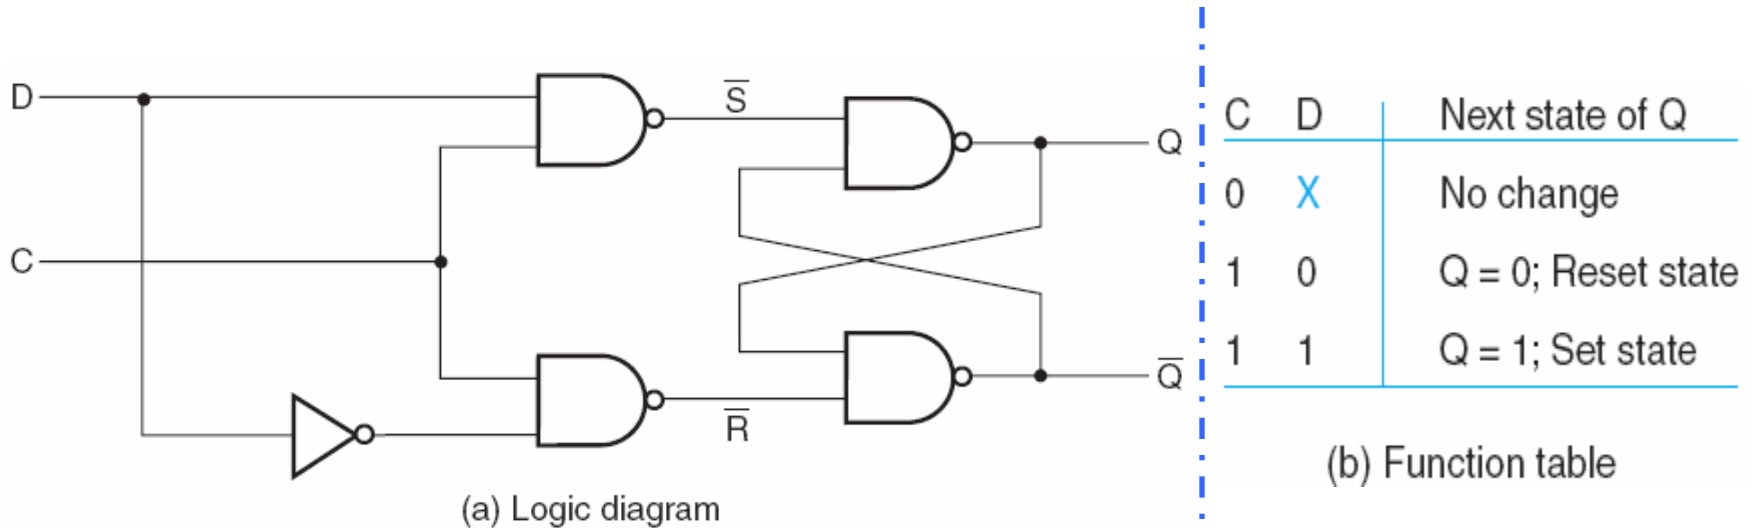 D
C
S̅
R̅
Q
Q̅
(a) Logic diagram
C D Next state of Q
0 X No change
1 0 Q = 0; Reset state
1 1 Q = 1; Set state
(b) Function table